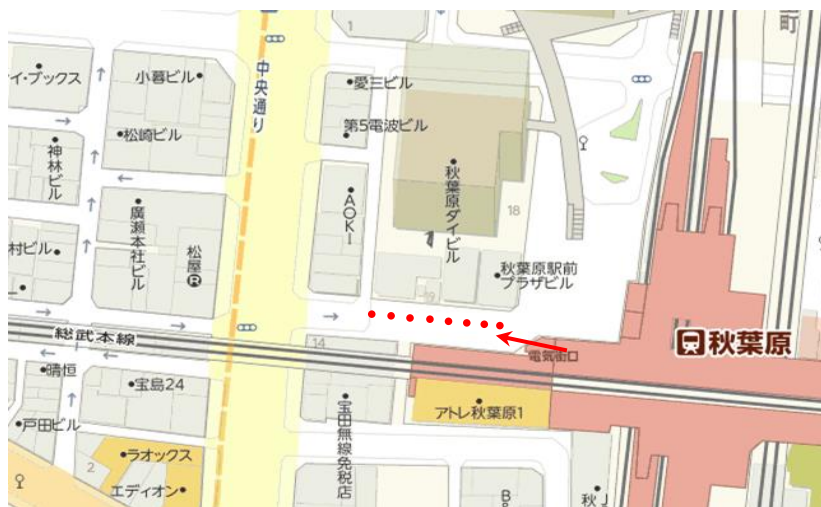 町
1
ィ・ブックス
小暮ビル
愛三ビル
中央通り
第5電波ビル
松崎ビル
神林ビル
秋葉原ダイビル
AOKI
18
廣瀬本社ビル
松屋
R
村ビル
秋葉原駅前
プラザビル
19
総武本線
14
秋葉原
電気街口
晴恒
宝島24
アトレ秋葉原1
戸田ビル
宝田無線免税店
ラオックス
2
エディオン
秋J